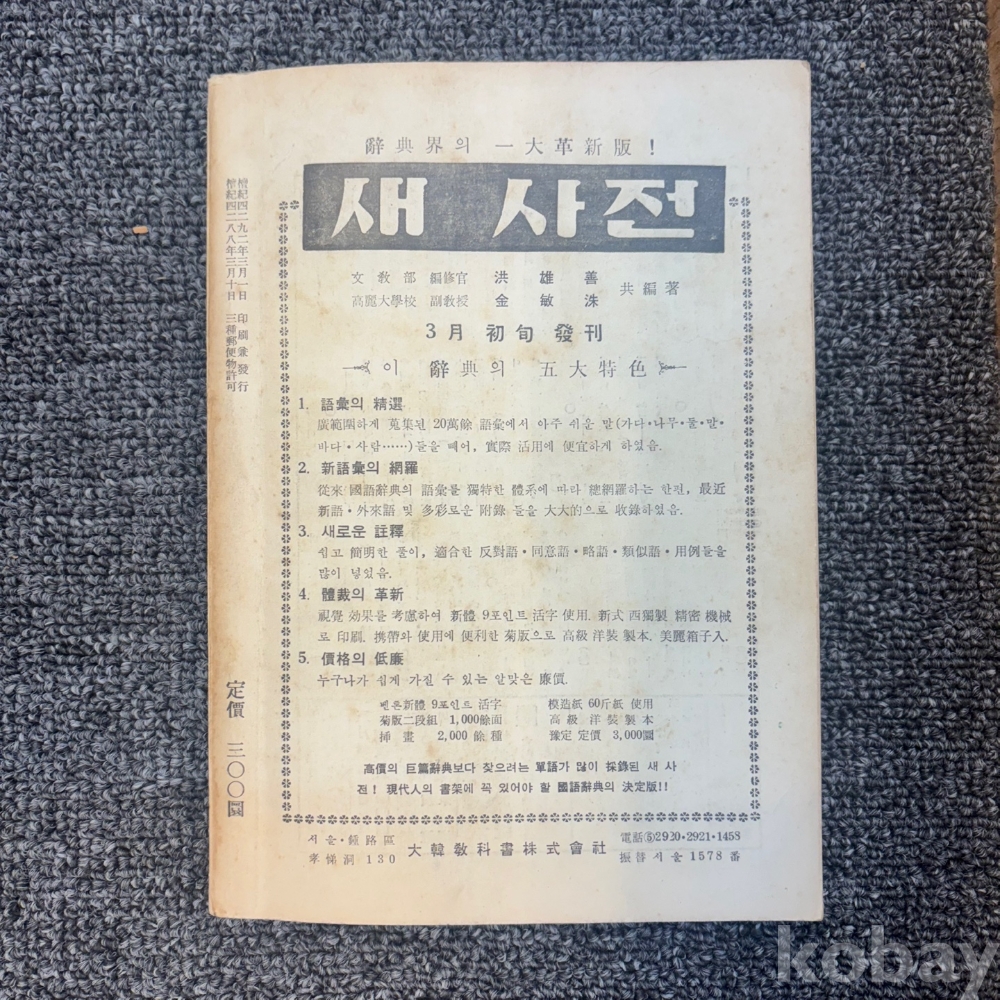 辭典界의 一大革新版!
새 사전
文敎部 編修官 洪雄善
高麗大學校 副敎授 金敏洙
共編著
3月 初旬 發刊
이 辭典의 五大特色
1. 語彙의 精選
廣範圍하게 蒐集된 20萬餘 語彙에서 아주 쉬운 말(가다·나무·물·말·
바다·사람……)들을 빼어, 實際 活用에 便宜하게 하였음.
2. 新語彙의 網羅
從來 國語辭典의 語彙를 獨特한 體系에 따라 總網羅하는 한편, 最近
新語·外來語 및 多彩로운 附錄 들을 大大的으로 收錄하였음.
3. 새로운 註釋
쉽고 簡明한 풀이, 適合한 反對語·同意語·略語·類似語·用例들을
많이 넣었음.
4. 體裁의 革新
視覺 効果를 考慮하여 新體 9포인트 活字 使用. 新式 西獨製 精密 機械
로 印刷. 携帶와 使用에 便利한 菊版으로 高級 洋裝 製本. 美麗箱子入.
5. 價格의 低廉
누구나가 쉽게 가질 수 있는 알맞은 廉價.
벤톤新體 9포인트 活字
菊版二段組 1,000餘面
揷畫 2,000餘種
模造紙 60斤紙 使用
高級洋裝製本
豫定 定價 3,000圜
高價의 巨篇辭典보다 찾으려는 單語가 많이 採錄된 새 사
전! 現代人의 書架에 꼭 있어야 할 國語辭典의 決定版!!
서울·鍾路區
孝悌洞 130
大韓敎科書株式會社
電話⑤2920·2921·1458
振替서울 1578番
檀紀四二九二年三月一日 印刷兼發行
檀紀四二八八年三月十日 三種郵便物許可
定價 三〇〇圜
kobay